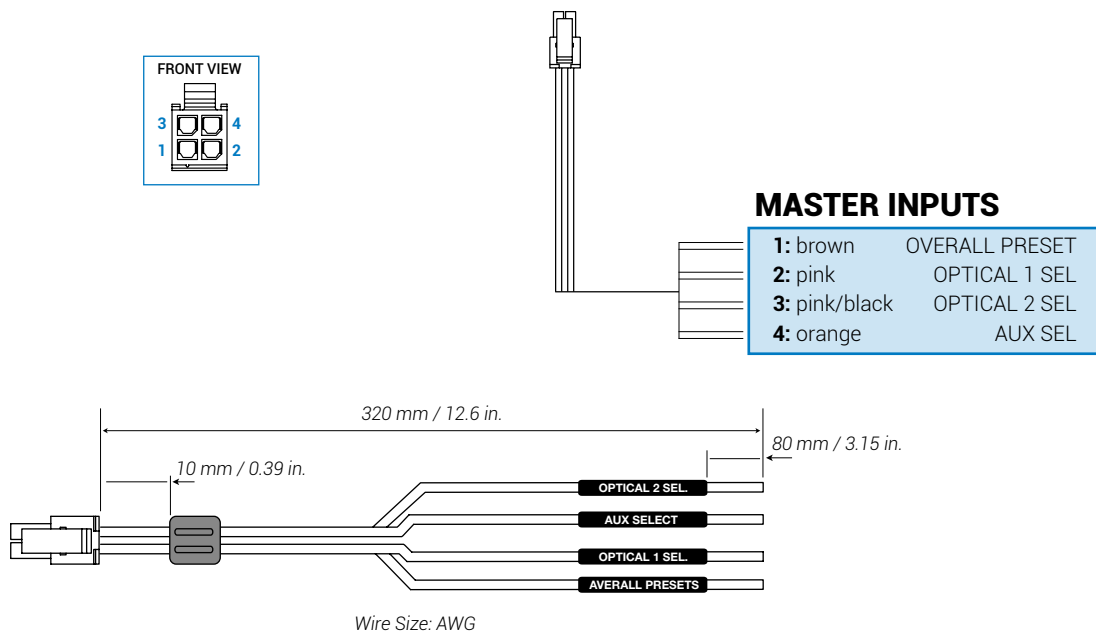 FRONT VIEW
3 4
1 2
MASTER INPUTS
1: brown OVERALL PRESET
2: pink OPTICAL 1 SEL
3: pink/black OPTICAL 2 SEL
4: orange AUX SEL
320 mm / 12.6 in.
80 mm / 3.15 in.
10 mm / 0.39 in.
OPTICAL 2 SEL.
AUX SELECT
OPTICAL 1 SEL.
AVERALL PRESETS
Wire Size: AWG